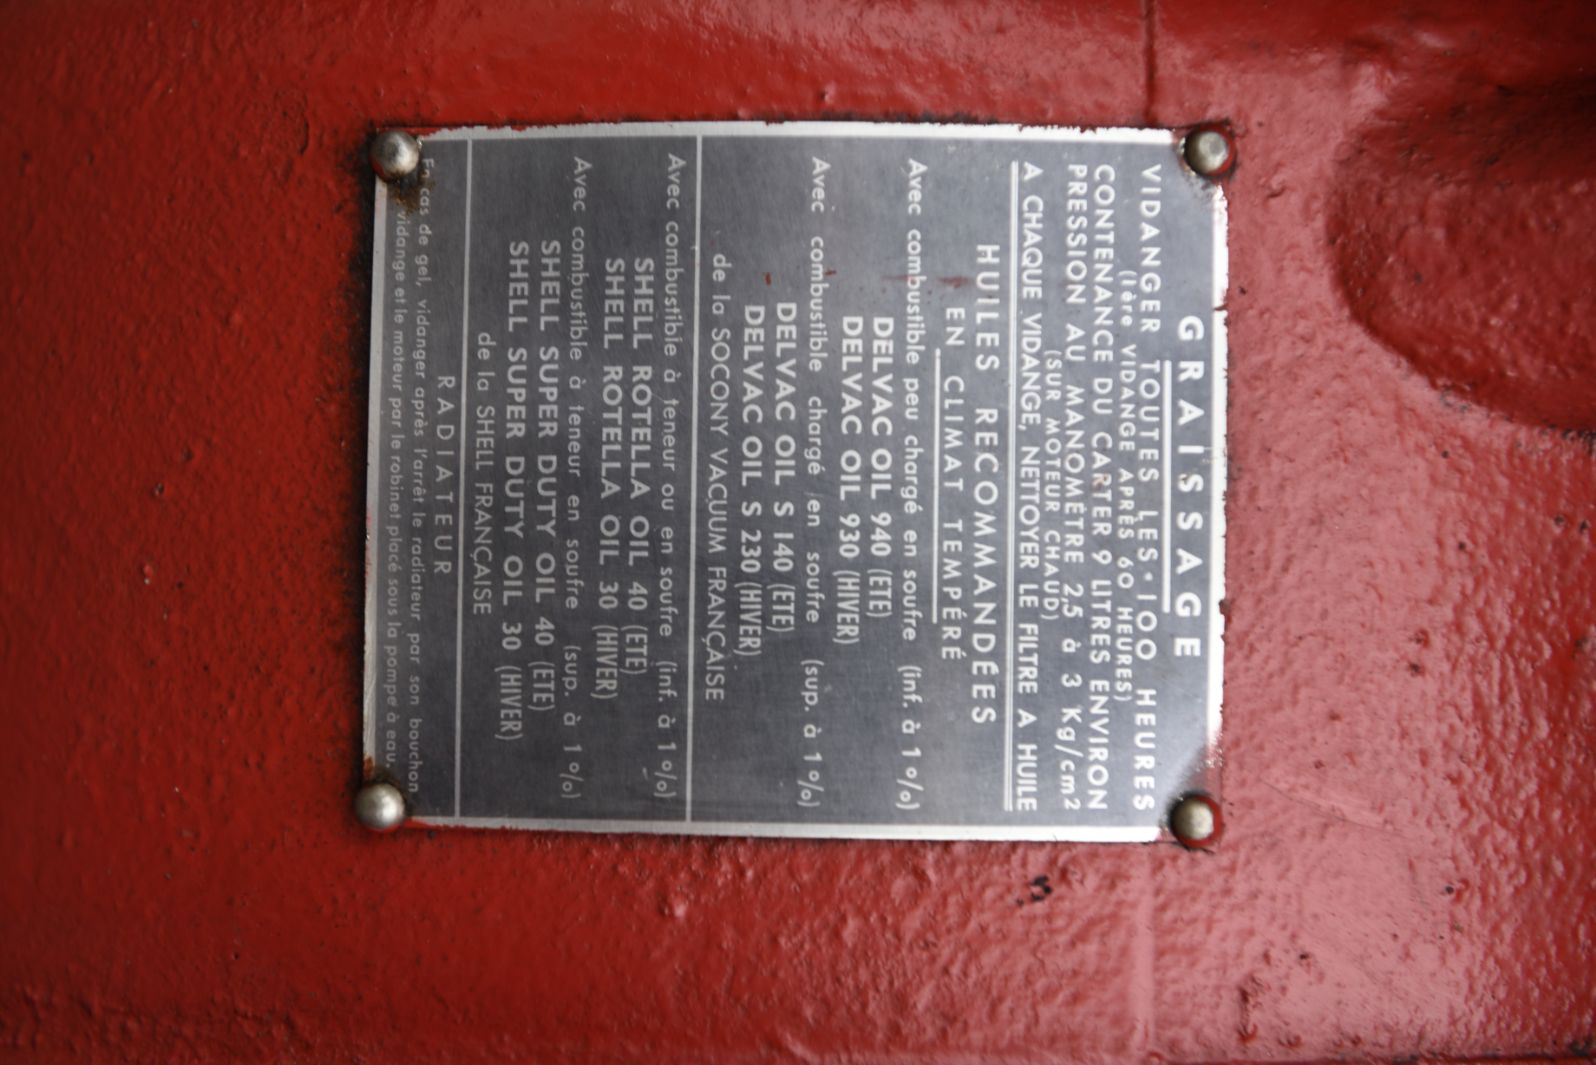 GRAISSAGE
VIDANGER TOUTES LES 100 HEURES
(1ère VIDANGE APRÈS 60 HEURES)
CONTENANCE DU CARTER 9 LITRES ENVIRON
PRESSION AU MANOMÈTRE 2,5 à 3 Kg/cm2
(SUR MOTEUR CHAUD)
A CHAQUE VIDANGE, NETTOYER LE FILTRE A HUILE
HUILES RECOMMANDÉES
EN CLIMAT TEMPÉRÉ
Avec combustible peu chargé en soufre (inf. à 1 %)
DELVAC OIL 940 (ETE)
DELVAC OIL 930 (HIVER)
Avec combustible chargé en soufre (sup. à 1 %)
DELVAC OIL S 140 (ETE)
DELVAC OIL S 230 (HIVER)
de la SOCONY VACUUM FRANÇAISE
Avec combustible à teneur ou en soufre (inf. à 1 %)
SHELL ROTELLA OIL 40 (ETE)
SHELL ROTELLA OIL 30 (HIVER)
Avec combustible à teneur en soufre (sup. à 1 %)
SHELL SUPER DUTY OIL 40 (ETE)
SHELL SUPER DUTY OIL 30 (HIVER)
de la SHELL FRANÇAISE
RADIATEUR
En cas de gel, vidanger après l'arrêt le radiateur par son bouchon
vidange et le moteur par le robinet placé sous la pompe à eau.